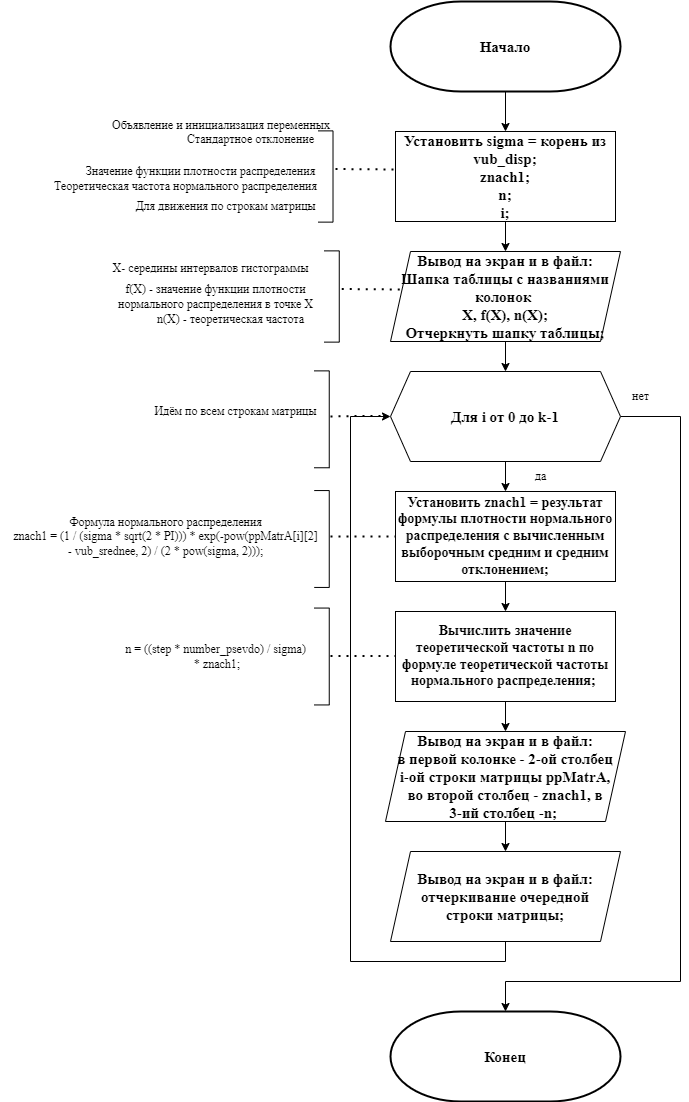 Начало
Объявление и инициализация переменных
Стандартное отклонение
Значение функции плотности распределения
Теоретическая частота нормального распределения
Для движения по строкам матрицы
Установить sigma = корень из
vub_disp;
znach1;
n;
i;
X- середины интервалов гистограммы
f(X) - значение функции плотности
нормального распределения в точке X
n(X) - теоретическая частота
Вывод на экран и в файл:
Шапка таблицы с названиями
колонок
X, f(X), n(X);
Отчеркнуть шапку таблицы;
Идём по всем строкам матрицы
Для i от 0 до k-1
нет
да
Формула нормального распределения
znach1 = (1 / (sigma * sqrt(2 * PI))) * exp(-pow(ppMatrA[i][2]
- vub_srednee, 2) / (2 * pow(sigma, 2)));
Установить znach1 = результат
формулы плотности нормального
распределения с вычисленным
выборочным средним и средним
отклонением;
n = ((step * number_psevdo) / sigma)
* znach1;
Вычислить значение
теоретической частоты n по
формуле теоретической частоты
нормального распределения;
Вывод на экран и в файл:
в первой колонке - 2-ой столбец
i-ой строки матрицы ppMatrA,
во второй столбец - znach1, в
3-ий столбец -n;
Вывод на экран и в файл:
отчеркивание очередной
строки матрицы;
Конец